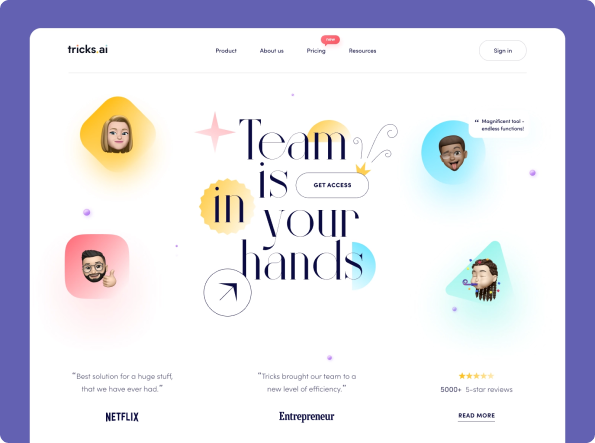 tricks.ai
Product
About us
Pricing
new
Resources
Sign in
“ Magnificent tool -
endless functions!
Team
is
GET ACCESS
in your
hands
“Best solution for a huge stuff,
that we have ever had.”
NETFLIX
“Tricks brought our team to a
new level of efficiency.”
Entrepreneur
5000+ 5-star reviews
READ MORE